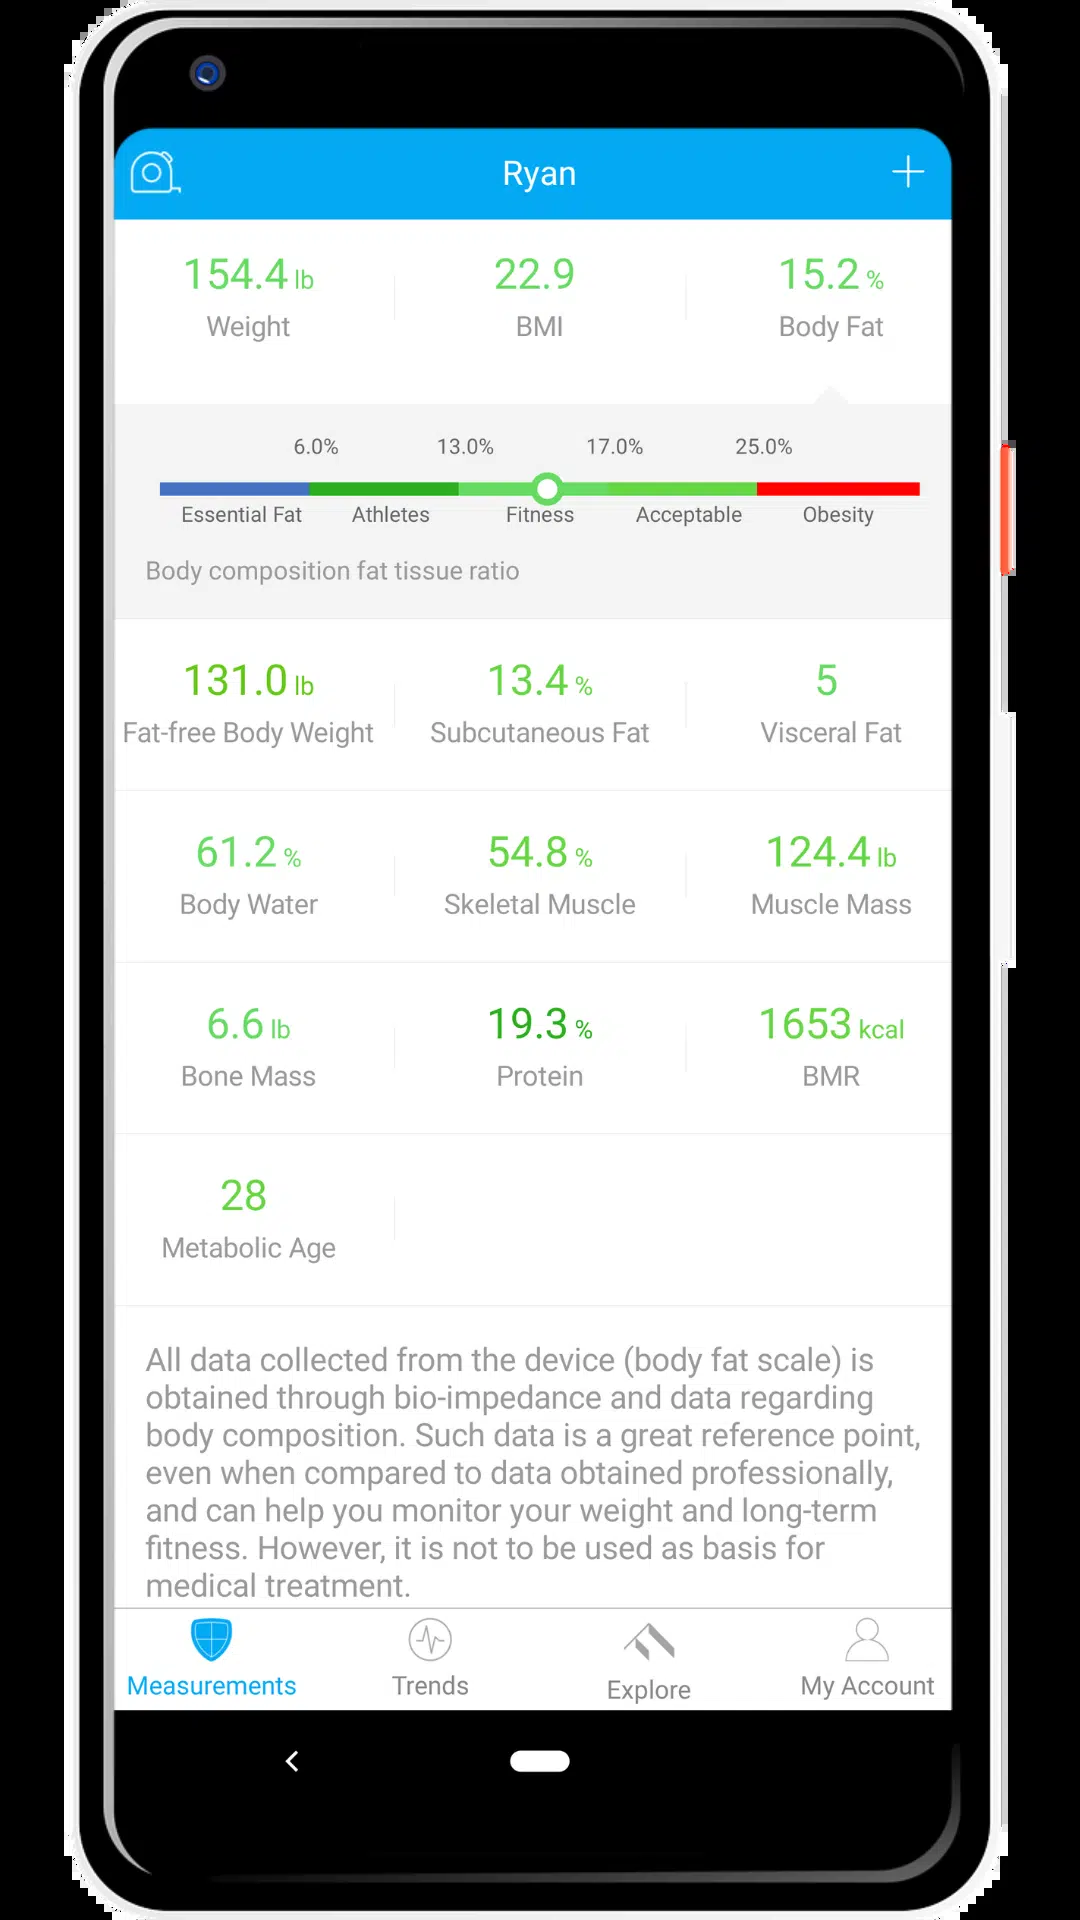 Ryan
154.4 lb 22.9 15.2 %
Weight BMI Body Fat
6.0% 13.0% 17.0% 25.0%
Essential Fat Athletes Fitness Acceptable Obesity
Body composition fat tissue ratio
131.0 lb 13.4 % 5
Fat-free Body Weight Subcutaneous Fat Visceral Fat
61.2 % 54.8 % 124.4 lb
Body Water Skeletal Muscle Muscle Mass
6.6 lb 19.3 % 1653 kcal
Bone Mass Protein BMR
28
Metabolic Age
All data collected from the device (body fat scale) is
obtained through bio-impedance and data regarding
body composition. Such data is a great reference point,
even when compared to data obtained professionally,
and can help you monitor your weight and long-term
fitness. However, it is not to be used as basis for
medical treatment.
Measurements Trends Explore My Account